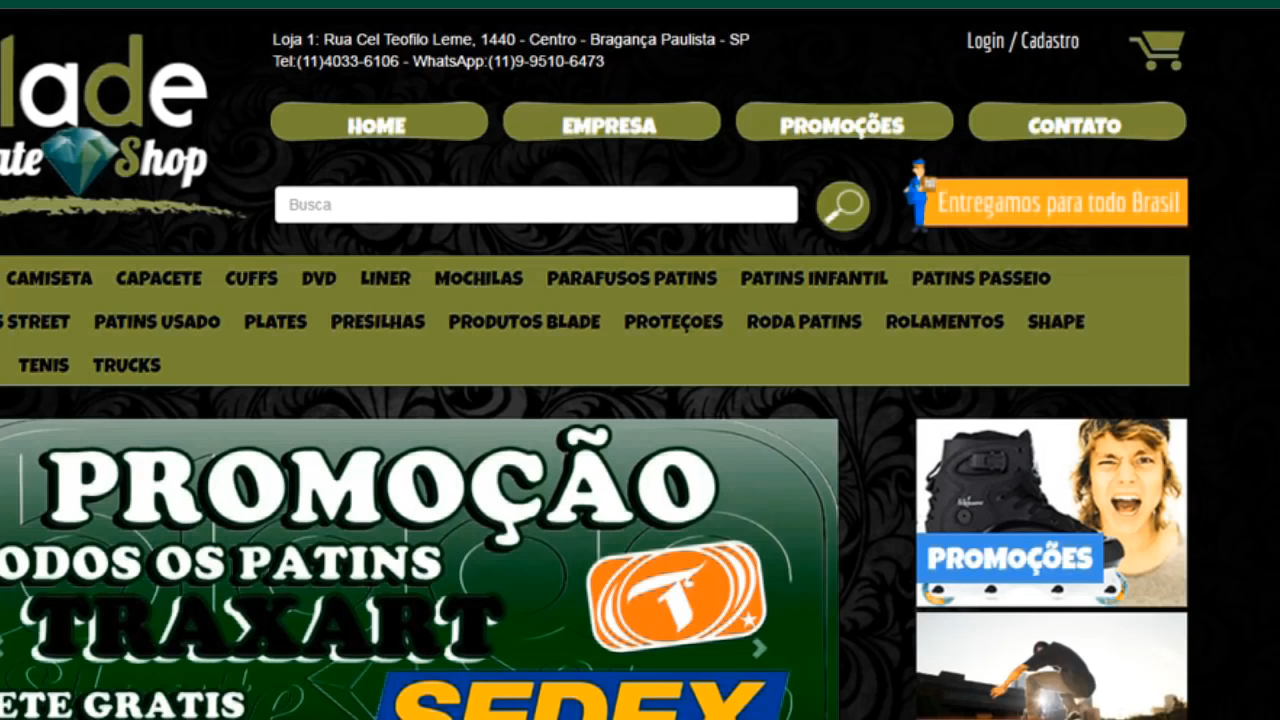 Loja 1: Rua Cel Teofilo Leme, 1440 - Centro - Bragança Paulista - SP
Tel:(11)4033-6106 - WhatsApp:(11)9-9510-6473
Login / Cadastro
lade
ate Shop
HOME EMPRESA PROMOÇÕES CONTATO
Busca
Entregamos para todo Brasil
CAMISETA CAPACETE CUFFS DVD LINER MOCHILAS PARAFUSOS PATINS PATINS INFANTIL PATINS PASSEIO
S STREET PATINS USADO PLATES PRESILHAS PRODUTOS BLADE PROTEÇOES RODA PATINS ROLAMENTOS SHAPE
TENIS TRUCKS
PROMOÇÃO
ODOS OS PATINS
TRAXART
ETE GRATIS
SEDEX
PROMOÇÕES